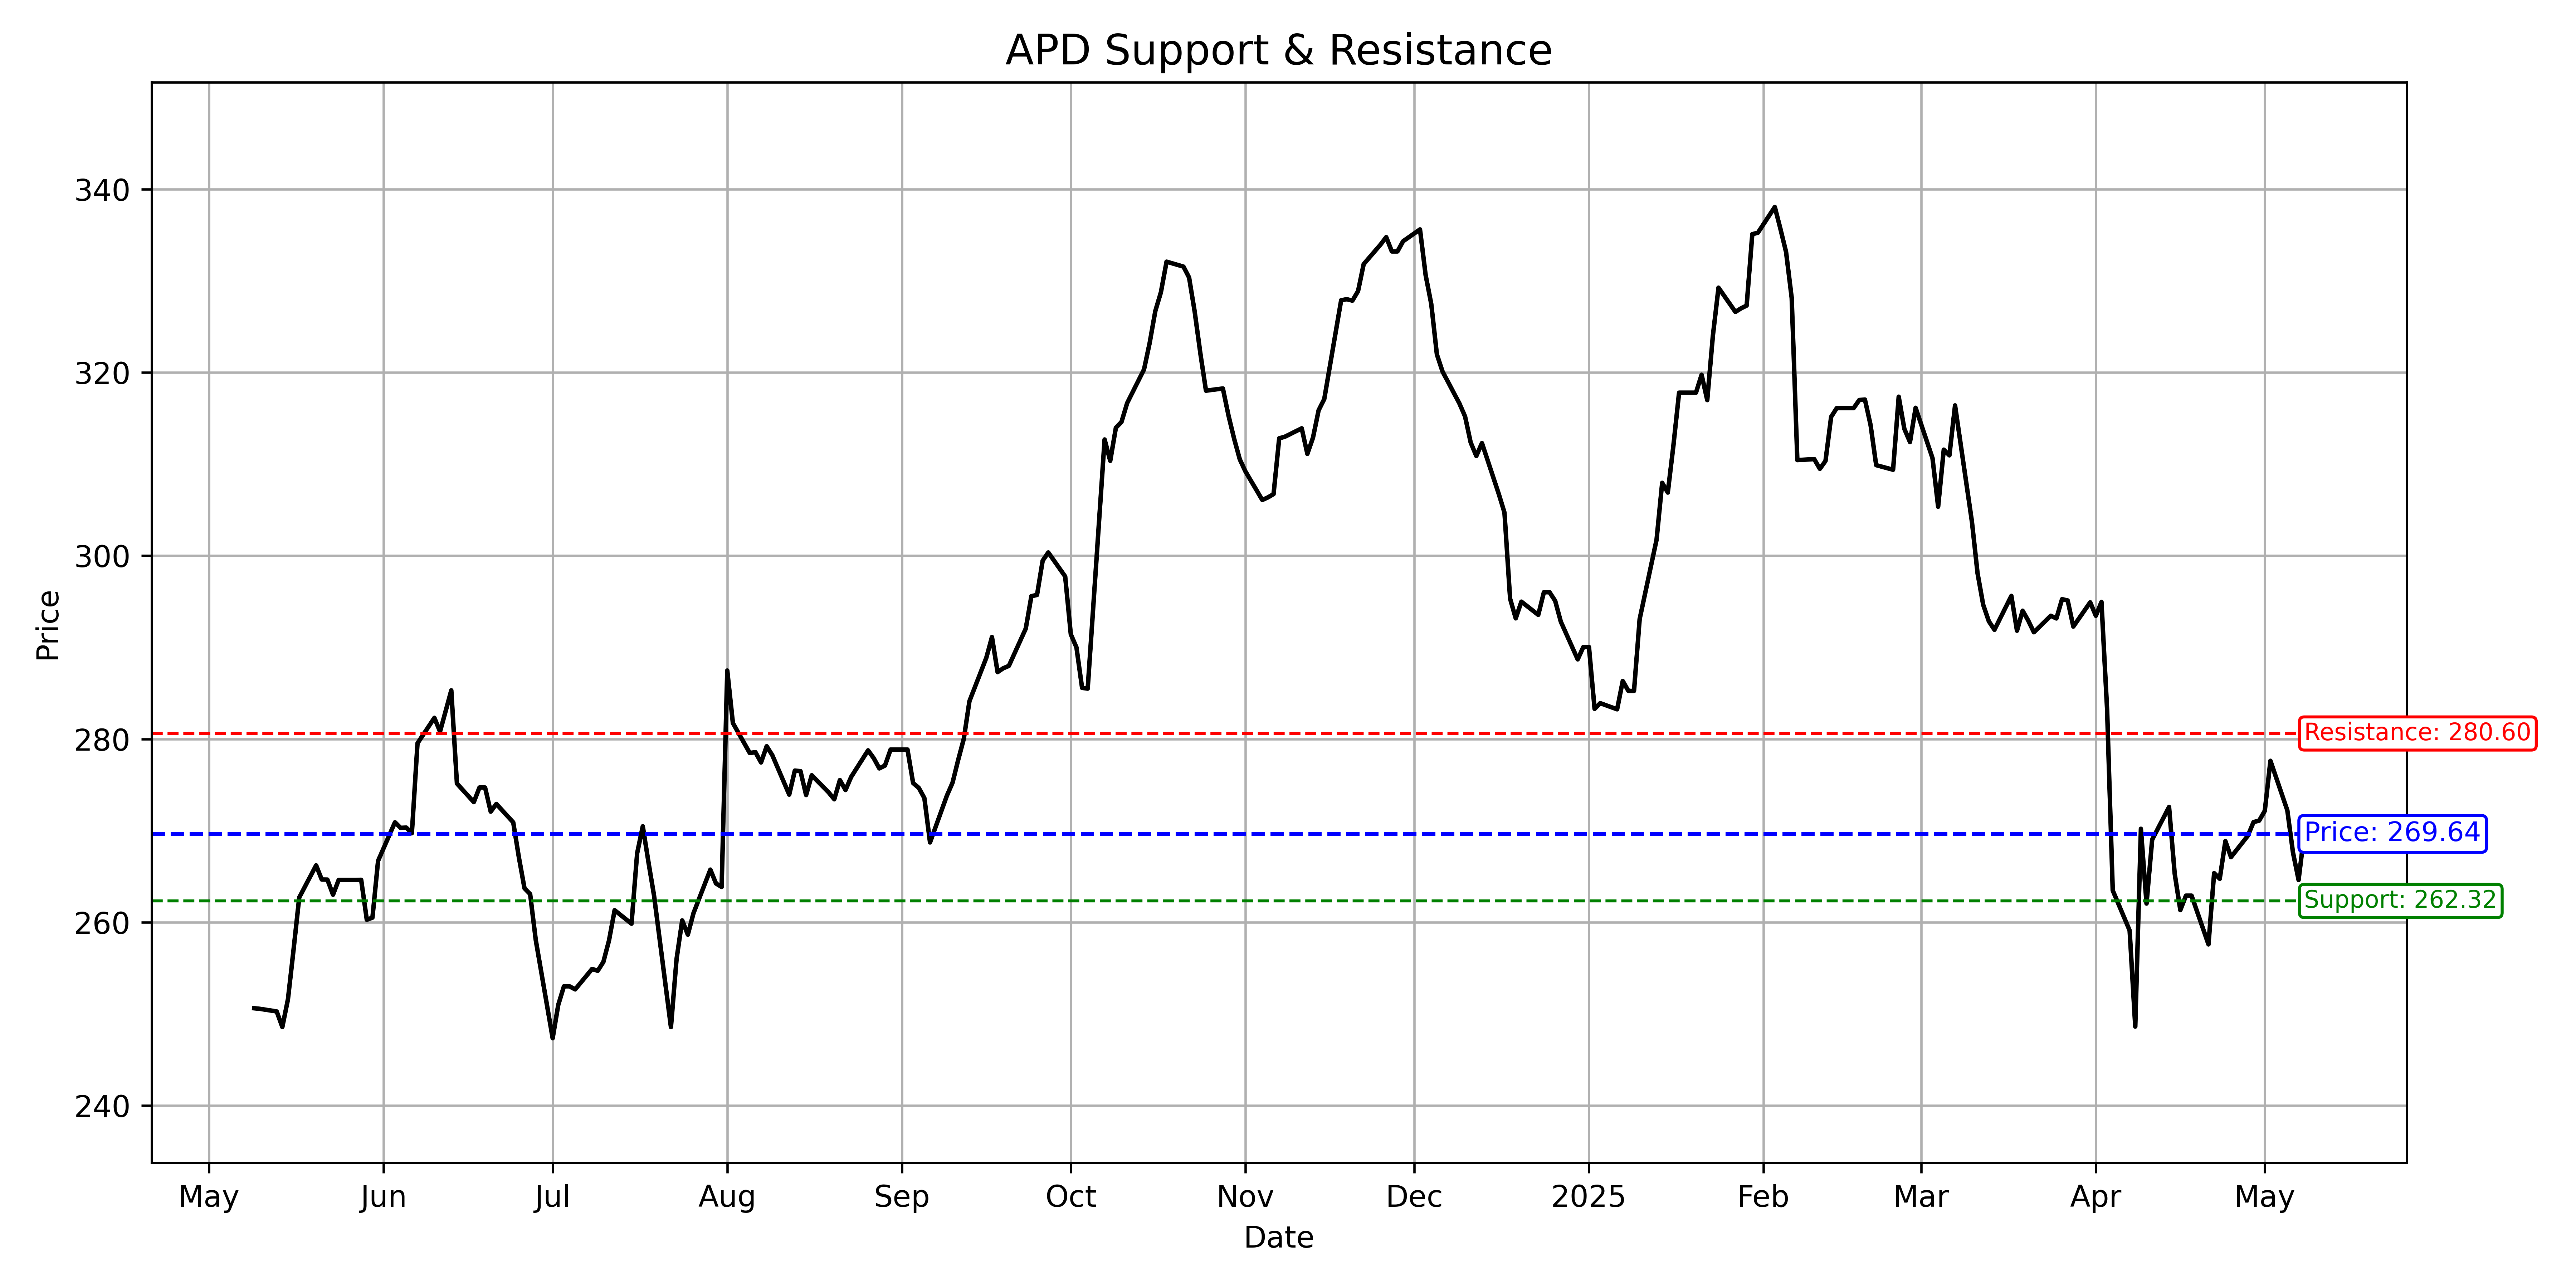 APD Support & Resistance
Price
340
320
300
280
260
240
Resistance: 280.60
Price: 269.64
Support: 262.32
May Jun Jul Aug Sep Oct Nov Dec 2025 Feb Mar Apr May
Date